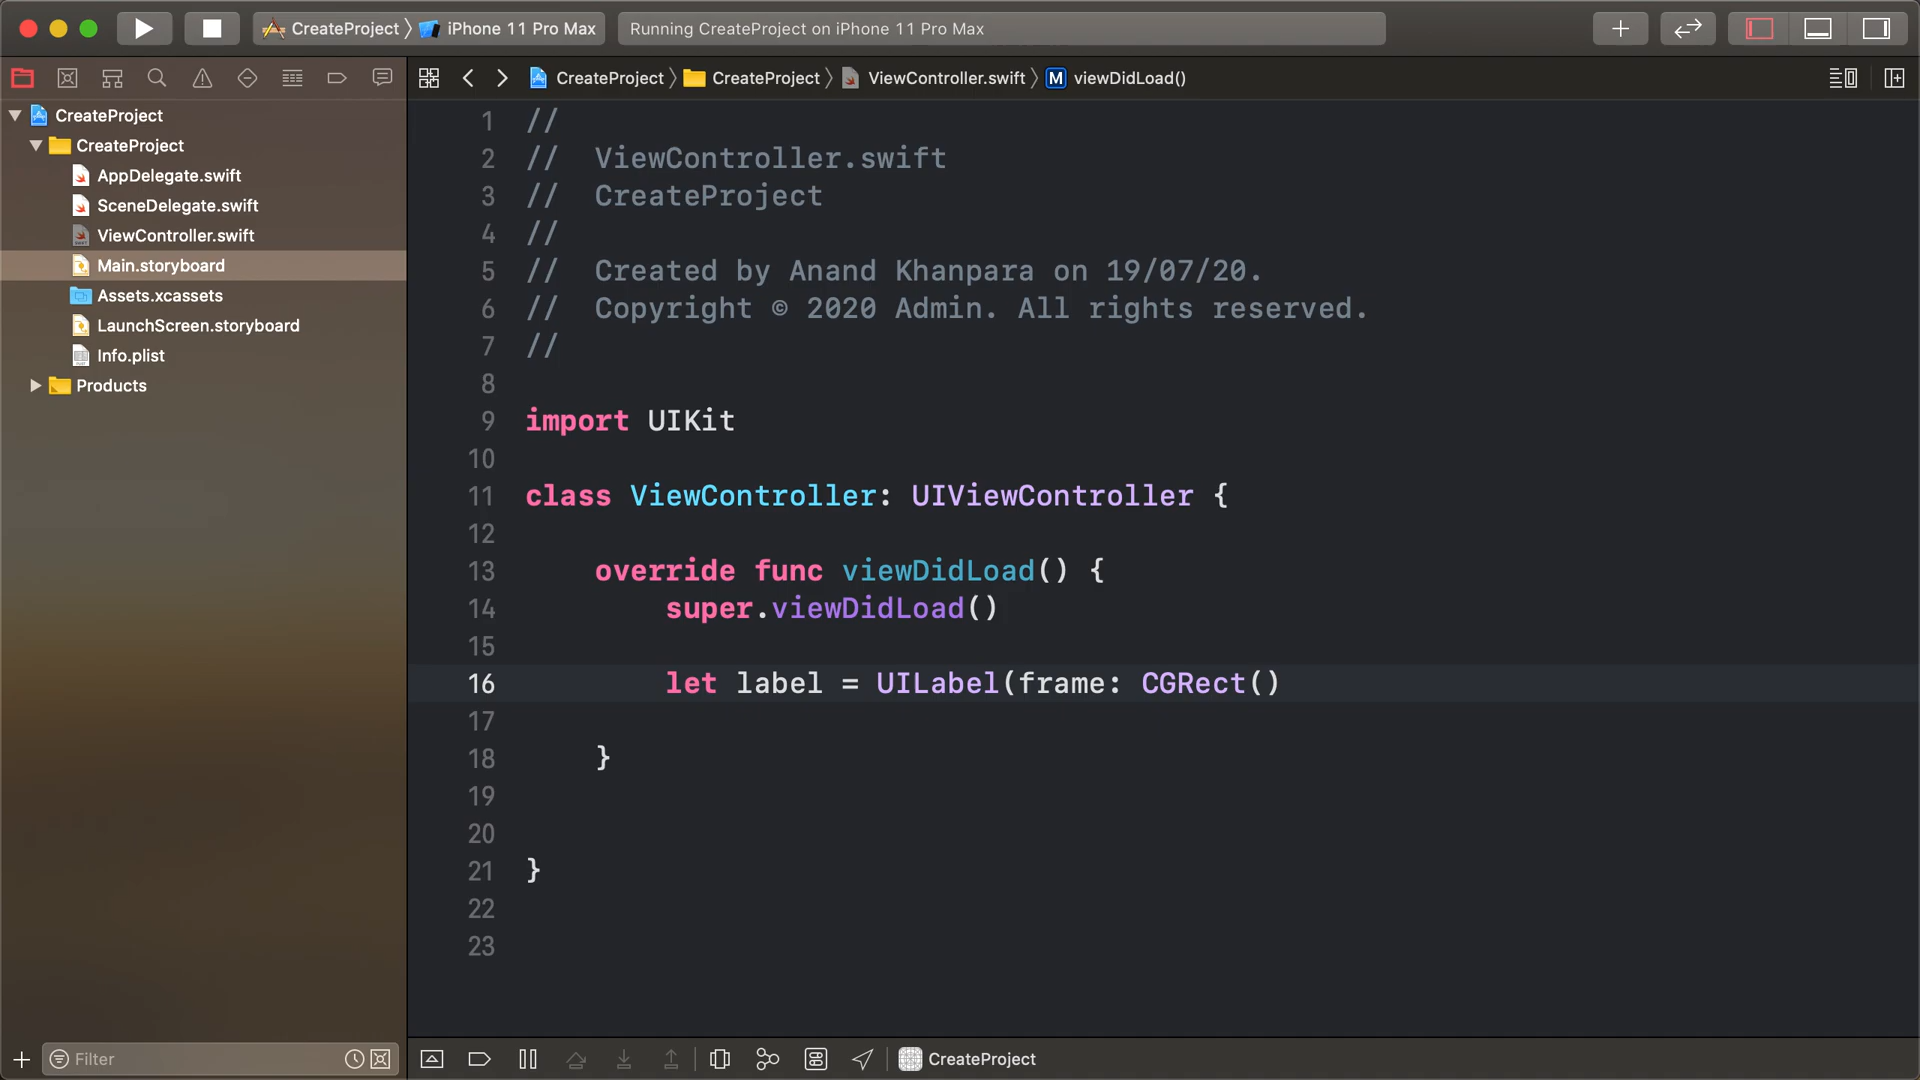 CreateProject iPhone 11 Pro Max Running CreateProject on iPhone 11 Pro Max
CreateProject CreateProject ViewController.swift M viewDidLoad()
CreateProject
CreateProject
AppDelegate.swift
SceneDelegate.swift
ViewController.swift
Main.storyboard
Assets.xcassets
LaunchScreen.storyboard
Info.plist
Products
1 //
2 //  ViewController.swift
3 //  CreateProject
4 //
5 //  Created by Anand Khanpara on 19/07/20.
6 //  Copyright © 2020 Admin. All rights reserved.
7 //
8
9 import UIKit
10
11 class ViewController: UIViewController {
12
13     override func viewDidLoad() {
14         super.viewDidLoad()
15
16         let label = UILabel(frame: CGRect()
17
18     }
19
20
21 }
22
23
Filter
CreateProject